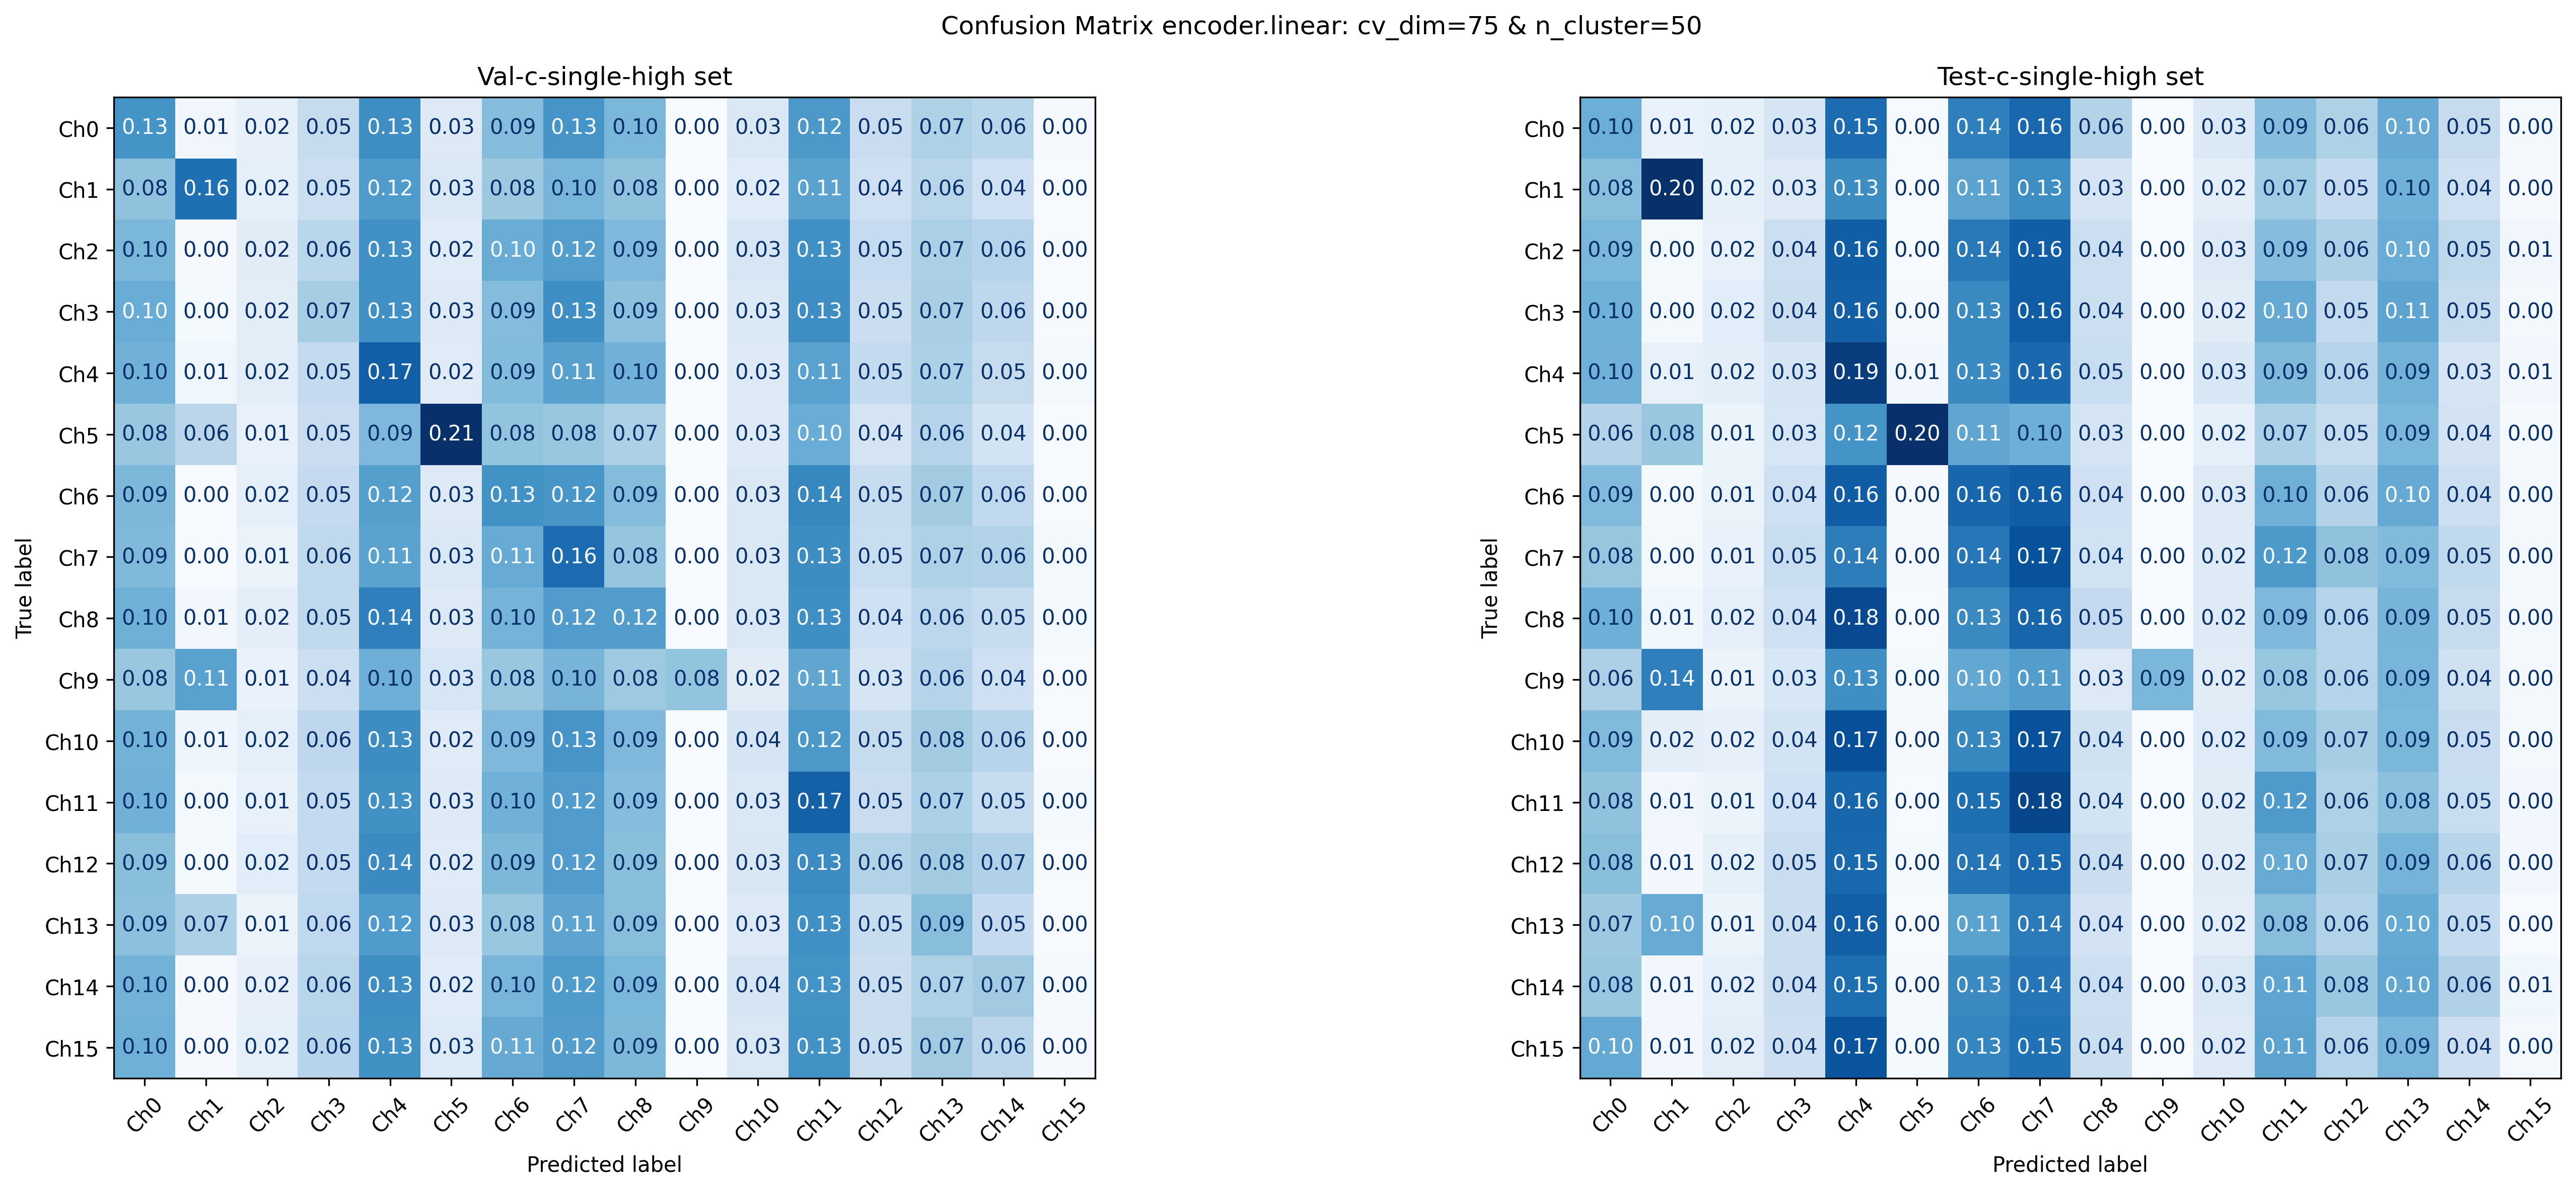 Confusion Matrix encoder.linear: cv_dim=75 & n_cluster=50
Val-c-single-high set
Ch0 0.13 0.01 0.02 0.05 0.13 0.03 0.09 0.13 0.10 0.00 0.03 0.12 0.05 0.07 0.06 0.00
Ch1 0.08 0.16 0.02 0.05 0.12 0.03 0.08 0.10 0.08 0.00 0.02 0.11 0.04 0.06 0.04 0.00
Ch2 0.10 0.00 0.02 0.06 0.13 0.02 0.10 0.12 0.09 0.00 0.03 0.13 0.05 0.07 0.06 0.00
Ch3 0.10 0.00 0.02 0.07 0.13 0.03 0.09 0.13 0.09 0.00 0.03 0.13 0.05 0.07 0.06 0.00
Ch4 0.10 0.01 0.02 0.05 0.17 0.02 0.09 0.11 0.10 0.00 0.03 0.11 0.05 0.07 0.05 0.00
Ch5 0.08 0.06 0.01 0.05 0.09 0.21 0.08 0.08 0.07 0.00 0.03 0.10 0.04 0.06 0.04 0.00
Ch6 0.09 0.00 0.02 0.05 0.12 0.03 0.13 0.12 0.09 0.00 0.03 0.14 0.05 0.07 0.06 0.00
Ch7 0.09 0.00 0.01 0.06 0.11 0.03 0.11 0.16 0.08 0.00 0.03 0.13 0.05 0.07 0.06 0.00
Ch8 0.10 0.01 0.02 0.05 0.14 0.03 0.10 0.12 0.12 0.00 0.03 0.13 0.04 0.06 0.05 0.00
Ch9 0.08 0.11 0.01 0.04 0.10 0.03 0.08 0.10 0.08 0.08 0.02 0.11 0.03 0.06 0.04 0.00
Ch10 0.10 0.01 0.02 0.06 0.13 0.02 0.09 0.13 0.09 0.00 0.04 0.12 0.05 0.08 0.06 0.00
Ch11 0.10 0.00 0.01 0.05 0.13 0.03 0.10 0.12 0.09 0.00 0.03 0.17 0.05 0.07 0.05 0.00
Ch12 0.09 0.00 0.02 0.05 0.14 0.02 0.09 0.12 0.09 0.00 0.03 0.13 0.06 0.08 0.07 0.00
Ch13 0.09 0.07 0.01 0.06 0.12 0.03 0.08 0.11 0.09 0.00 0.03 0.13 0.05 0.09 0.05 0.00
Ch14 0.10 0.00 0.02 0.06 0.13 0.02 0.10 0.12 0.09 0.00 0.04 0.13 0.05 0.07 0.07 0.00
Ch15 0.10 0.00 0.02 0.06 0.13 0.03 0.11 0.12 0.09 0.00 0.03 0.13 0.05 0.07 0.06 0.00
True label
Ch0 Ch1 Ch2 Ch3 Ch4 Ch5 Ch6 Ch7 Ch8 Ch9 Ch10 Ch11 Ch12 Ch13 Ch14 Ch15
Predicted label
Test-c-single-high set
Ch0 0.10 0.01 0.02 0.03 0.15 0.00 0.14 0.16 0.06 0.00 0.03 0.09 0.06 0.10 0.05 0.00
Ch1 0.08 0.20 0.02 0.03 0.13 0.00 0.11 0.13 0.03 0.00 0.02 0.07 0.05 0.10 0.04 0.00
Ch2 0.09 0.00 0.02 0.04 0.16 0.00 0.14 0.16 0.04 0.00 0.03 0.09 0.06 0.10 0.05 0.01
Ch3 0.10 0.00 0.02 0.04 0.16 0.00 0.13 0.16 0.04 0.00 0.02 0.10 0.05 0.11 0.05 0.00
Ch4 0.10 0.01 0.02 0.03 0.19 0.01 0.13 0.16 0.05 0.00 0.03 0.09 0.06 0.09 0.03 0.01
Ch5 0.06 0.08 0.01 0.03 0.12 0.20 0.11 0.10 0.03 0.00 0.02 0.07 0.05 0.09 0.04 0.00
Ch6 0.09 0.00 0.01 0.04 0.16 0.00 0.16 0.16 0.04 0.00 0.03 0.10 0.06 0.10 0.04 0.00
Ch7 0.08 0.00 0.01 0.05 0.14 0.00 0.14 0.17 0.04 0.00 0.02 0.12 0.08 0.09 0.05 0.00
Ch8 0.10 0.01 0.02 0.04 0.18 0.00 0.13 0.16 0.05 0.00 0.02 0.09 0.06 0.09 0.05 0.00
Ch9 0.06 0.14 0.01 0.03 0.13 0.00 0.10 0.11 0.03 0.09 0.02 0.08 0.06 0.09 0.04 0.00
Ch10 0.09 0.02 0.02 0.04 0.17 0.00 0.13 0.17 0.04 0.00 0.02 0.09 0.07 0.09 0.05 0.00
Ch11 0.08 0.01 0.01 0.04 0.16 0.00 0.15 0.18 0.04 0.00 0.02 0.12 0.06 0.08 0.05 0.00
Ch12 0.08 0.01 0.02 0.05 0.15 0.00 0.14 0.15 0.04 0.00 0.02 0.10 0.07 0.09 0.06 0.00
Ch13 0.07 0.10 0.01 0.04 0.16 0.00 0.11 0.14 0.04 0.00 0.02 0.08 0.06 0.10 0.05 0.00
Ch14 0.08 0.01 0.02 0.04 0.15 0.00 0.13 0.14 0.04 0.00 0.03 0.11 0.08 0.10 0.06 0.01
Ch15 0.10 0.01 0.02 0.04 0.17 0.00 0.13 0.15 0.04 0.00 0.02 0.11 0.06 0.09 0.04 0.00
True label
Ch0 Ch1 Ch2 Ch3 Ch4 Ch5 Ch6 Ch7 Ch8 Ch9 Ch10 Ch11 Ch12 Ch13 Ch14 Ch15
Predicted label